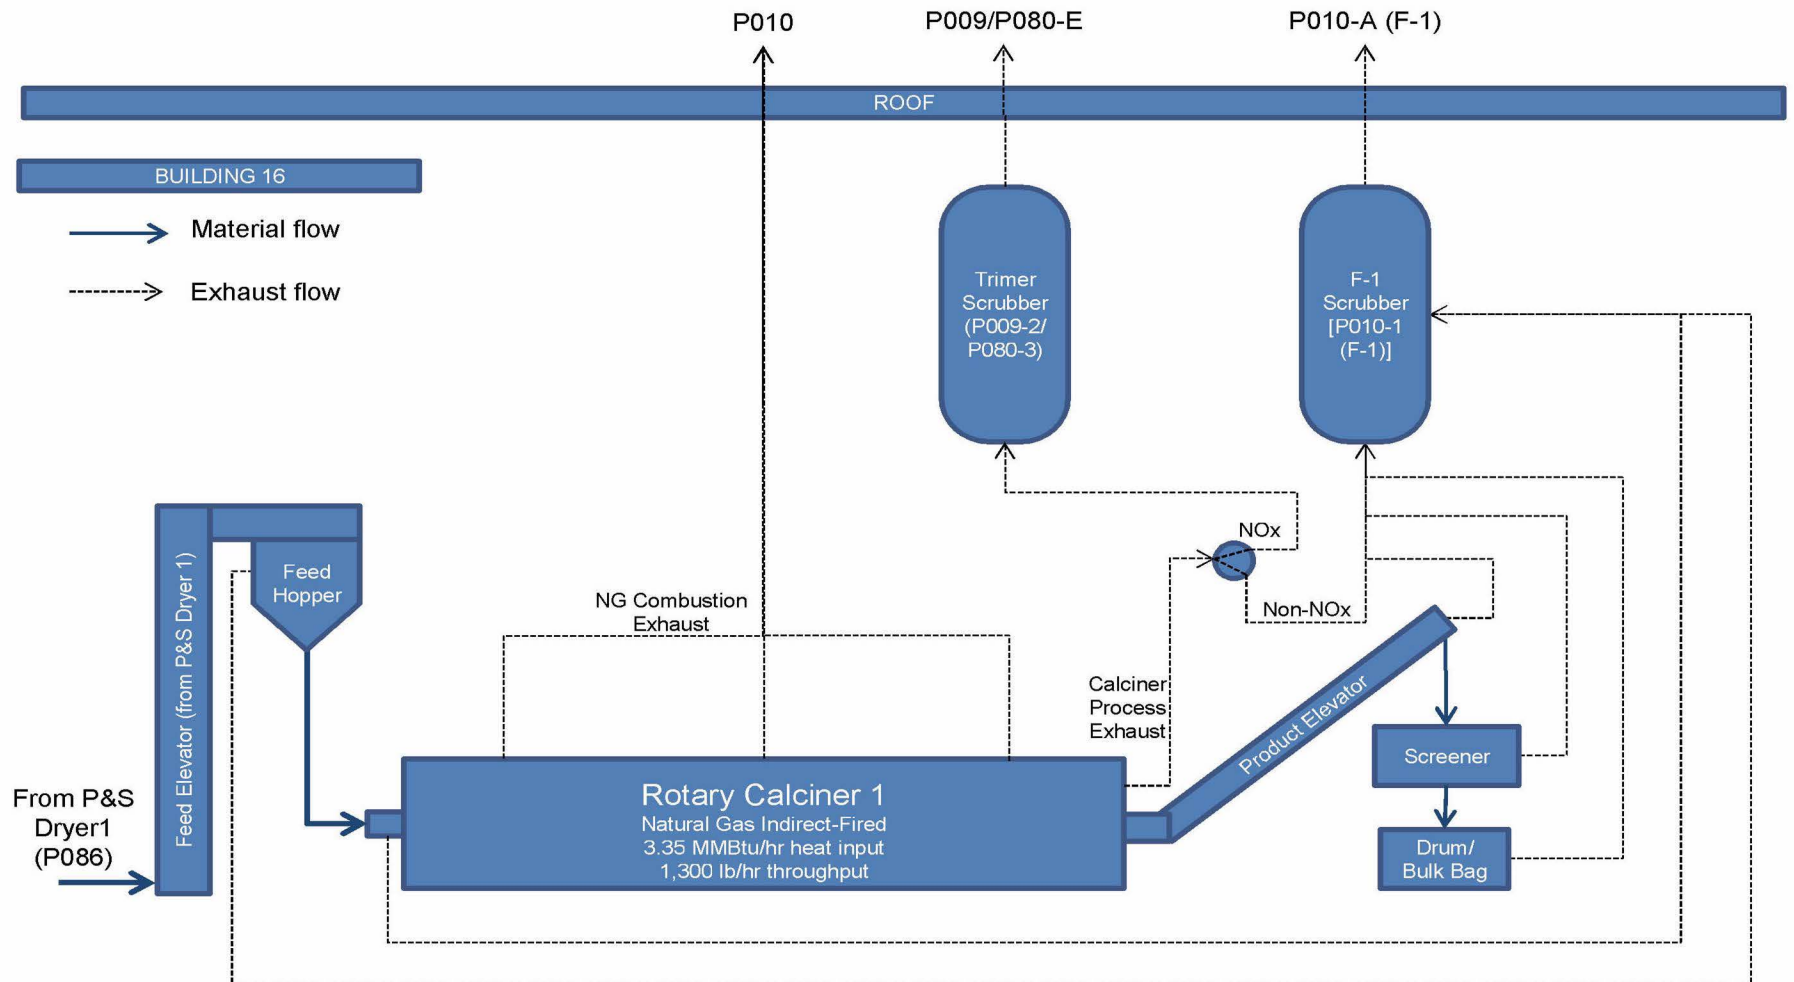 P010
P009/P080-E
P010-A (F-1)
ROOF
BUILDING 16
Material flow
Exhaust flow
Trimer
Scrubber
(P009-2/
P080-3)
F-1
Scrubber
[P010-1
(F-1)]
Feed Elevator (from P&S Dryer 1)
Feed
Hopper
NG Combustion
Exhaust
NOx
Non-NOx
Calciner
Process
Exhaust
Product Elevator
Screener
Drum/
Bulk Bag
From P&S
Dryer1
(P086)
Rotary Calciner 1
Natural Gas Indirect-Fired
3.35 MMBtu/hr heat input
1,300 lb/hr throughput